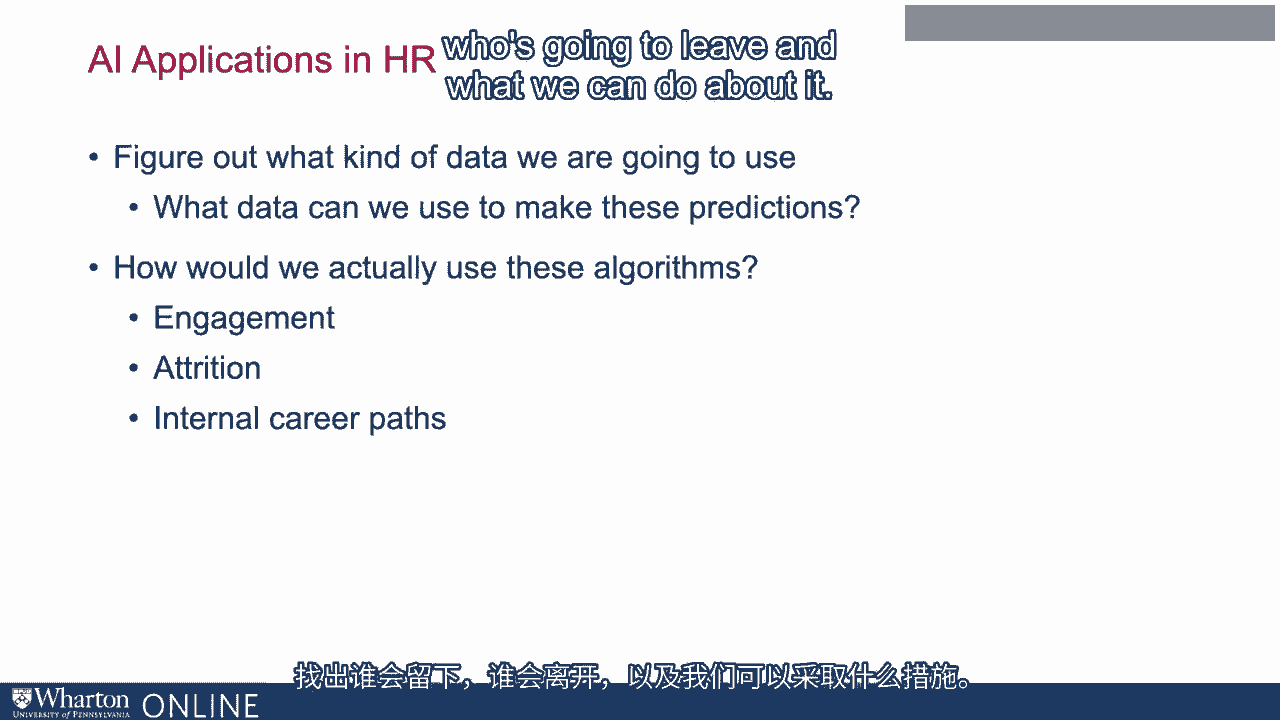 AI Applications in HR
who's going to leave and
what we can do about it.
• Figure out what kind of data we are going to use
• What data can we use to make these predictions?
• How would we actually use these algorithms?
• Engagement
• Attrition
• Internal career paths
找出谁会留下，谁会离开，以及我们可以采取什么措施。
Wharton ONLINE
UNIVERSITY of PENNSYLVANIA